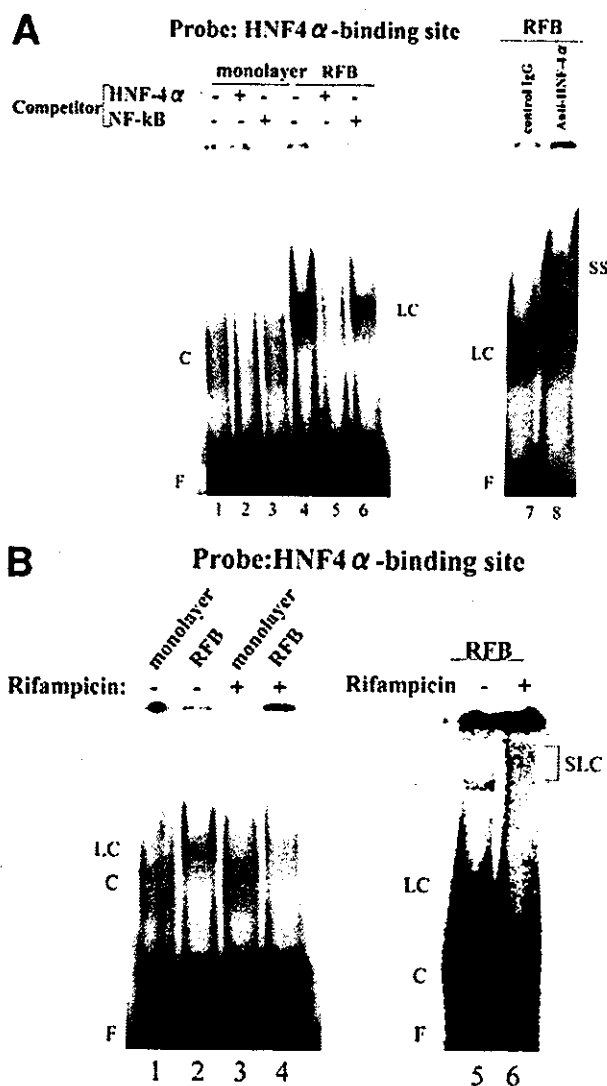 A
Probe: HNF4α-binding site
RFB
monolayer RFB
Competitor
HNF-4α - + - - + -
NF-kB - - + - - +
control IgG
Anti-HNF-4α
SS
LC
C
LC
F
F
1 2 3 4 5 6
7 8
B
Probe:HNF4α-binding site
monolayer
RFB
monolayer
RFB
RFB
Rifampicin: - - + +
Rifampicin - +
SLC
LC
C
LC
C
F
F
1 2 3 4
5 6